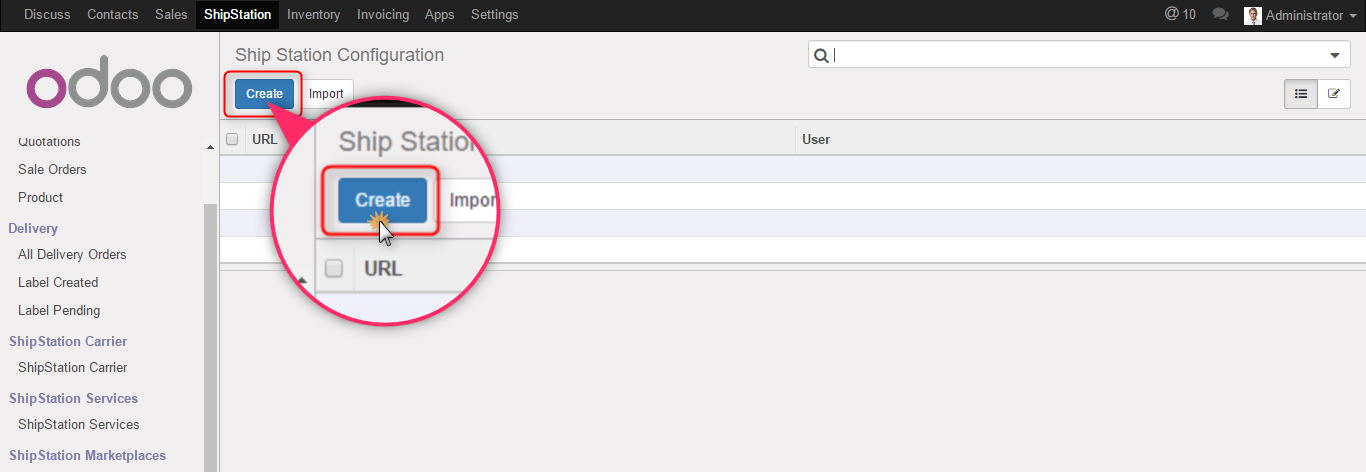 Discuss Contacts Sales ShipStation Inventory Invoicing Apps Settings @ 10 Administrator
odoo
Quotations
Sale Orders
Product
Delivery
All Delivery Orders
Label Created
Label Pending
ShipStation Carrier
ShipStation Carrier
ShipStation Services
ShipStation Services
ShipStation Marketplaces
Ship Station Configuration
Create Import
URL User
Ship Station
Create Impor
URL